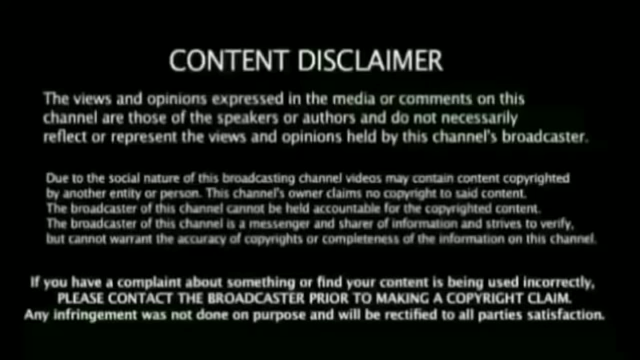 CONTENT DISCLAIMER
The views and opinions expressed in the media or comments on this
channel are those of the speakers or authors and do not necessarily
reflect or represent the views and opinions held by this channel's broadcaster.
Due to the social nature of this broadcasting channel videos may contain content copyrighted
by another entity or person. This channel's owner claims no copyright to said content.
The broadcaster of this channel cannot be held accountable for the copyrighted content.
The broadcaster of this channel is a messenger and sharer of information and strives to verify,
but cannot warrant the accuracy of copyrights or completeness of the information on this channel.
If you have a complaint about something or find your content is being used incorrectly,
PLEASE CONTACT THE BROADCASTER PRIOR TO MAKING A COPYRIGHT CLAIM.
Any infringement was not done on purpose and will be rectified to all parties satisfaction.